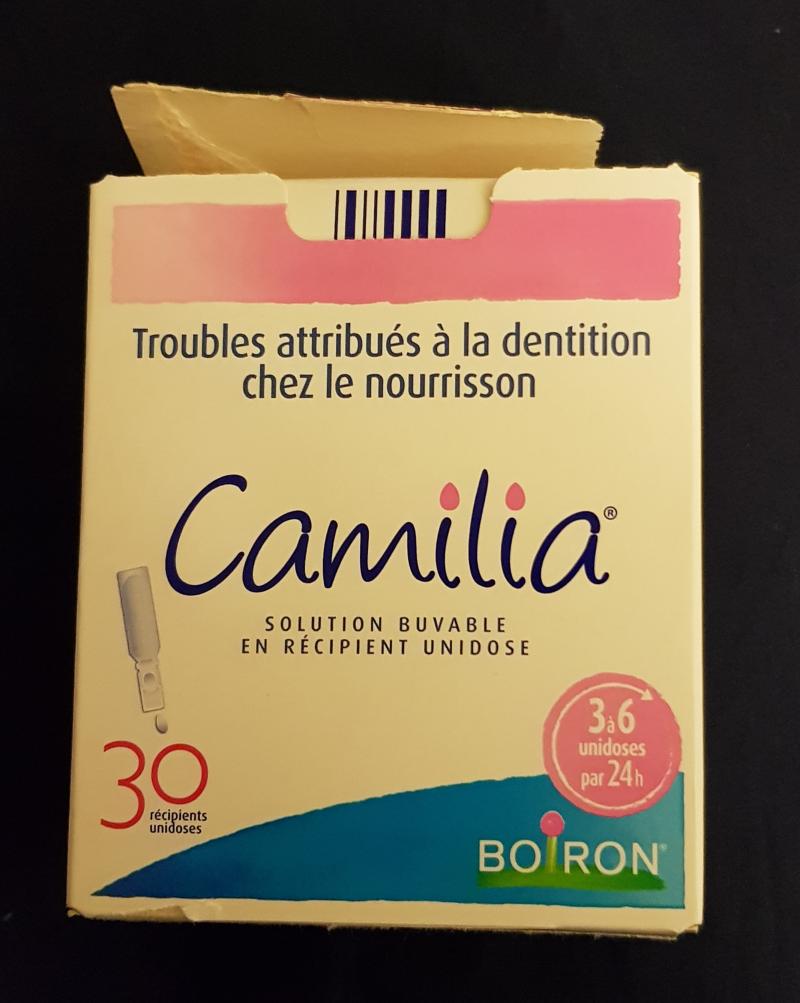 Troubles attribués à la dentition
chez le nourrisson
Camilia®
SOLUTION BUVABLE
EN RÉCIPIENT UNIDOSE
30
récipients
unidoses
3 à 6
unidoses
par 24h
BOIRON®